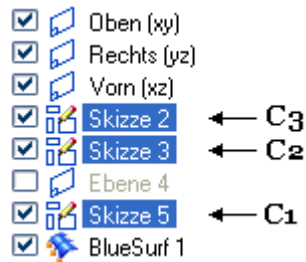 Oben (xy)
Rechts (yz)
Vorn (xz)
Skizze 2 C3
Skizze 3 C2
Ebene 4
Skizze 5 C1
BlueSurf 1